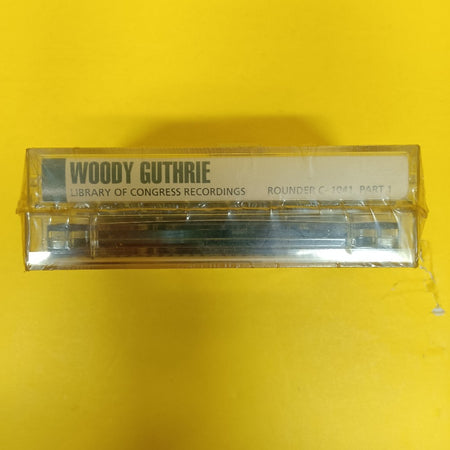 WOODY GUTHRIE
LIBRARY OF CONGRESS RECORDINGS ROUNDER C-1041 PART 1